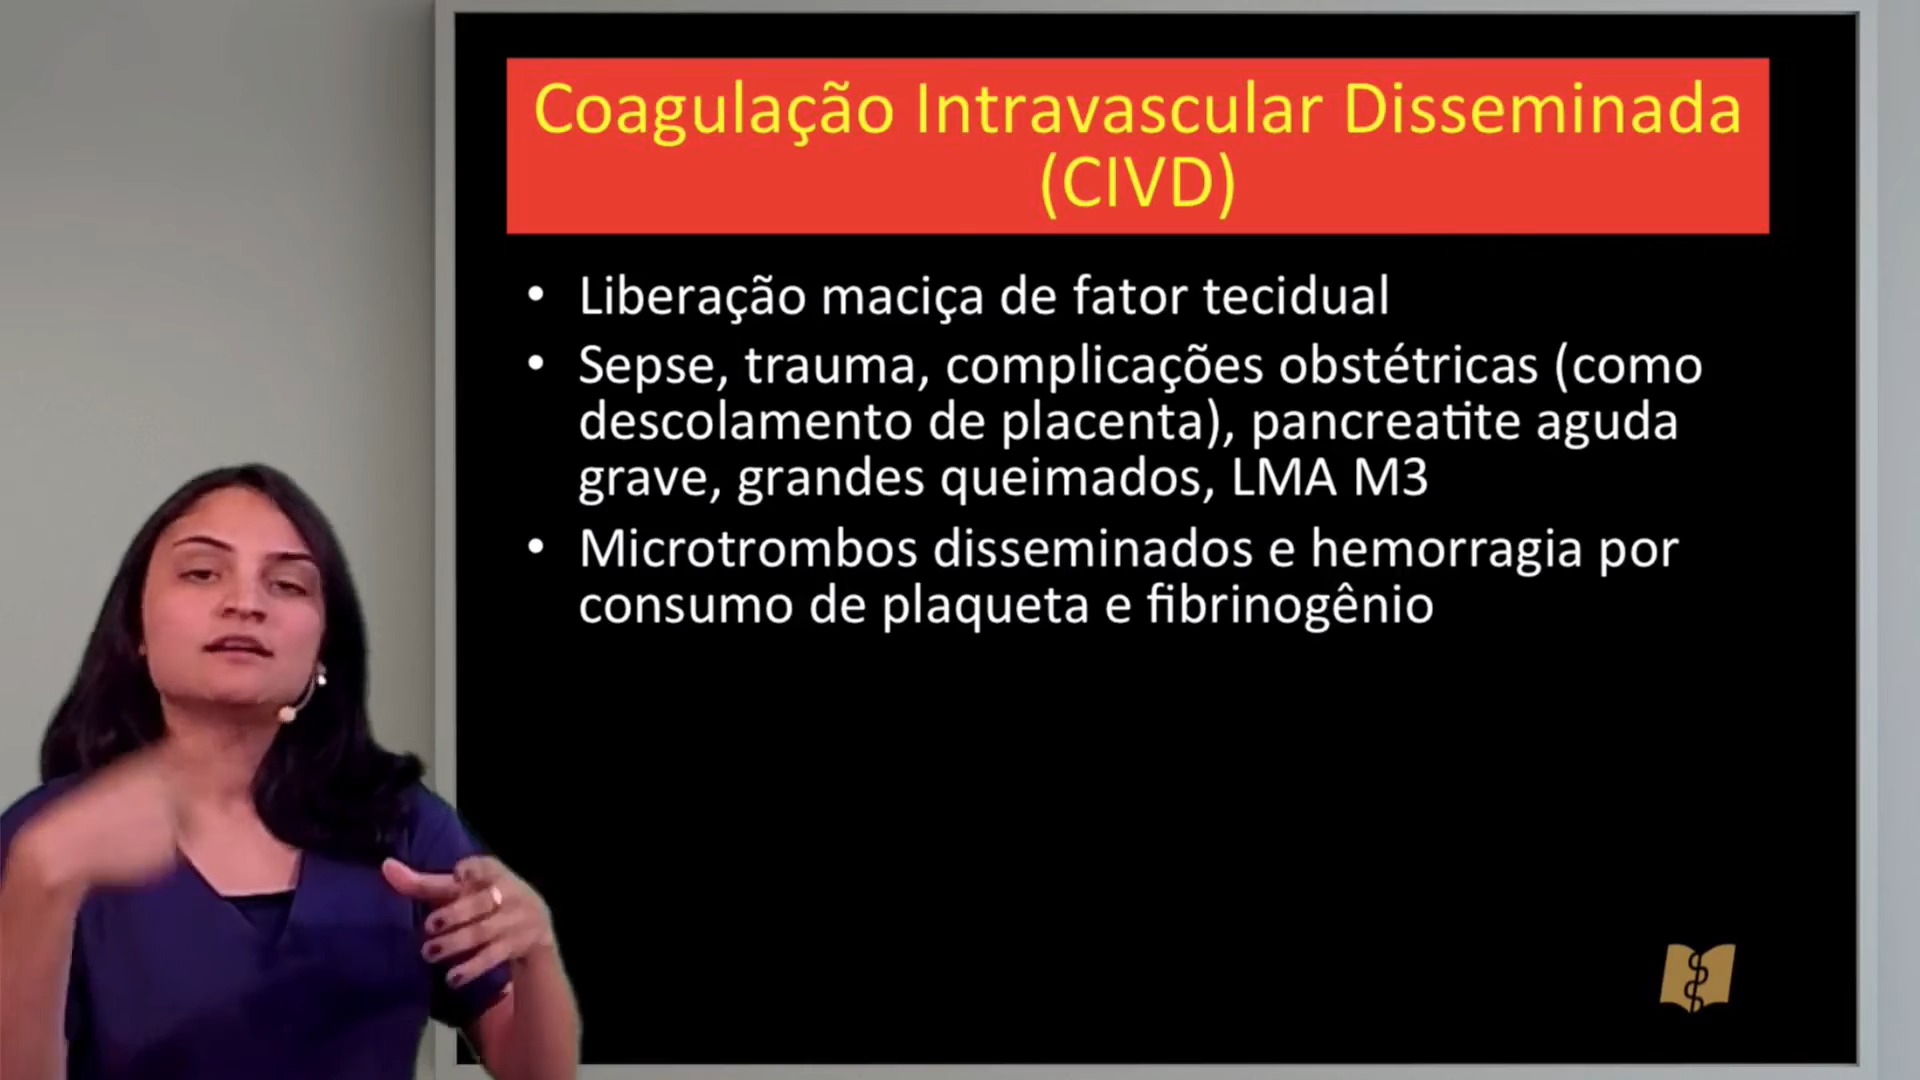 Coagulação Intravascular Disseminada
(CIVD)
• Liberação maciça de fator tecidual
• Sepse, trauma, complicações obstétricas (como
descolamento de placenta), pancreatite aguda
grave, grandes queimados, LMA M3
• Microtrombos disseminados e hemorragia por
consumo de plaqueta e fibrinogênio